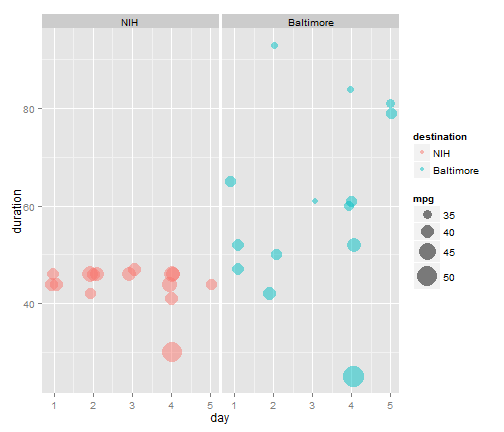 NIH Baltimore
duration
80
60
40
1 2 3 4 5 1 2 3 4 5
day
destination
NIH
Baltimore
mpg
35
40
45
50